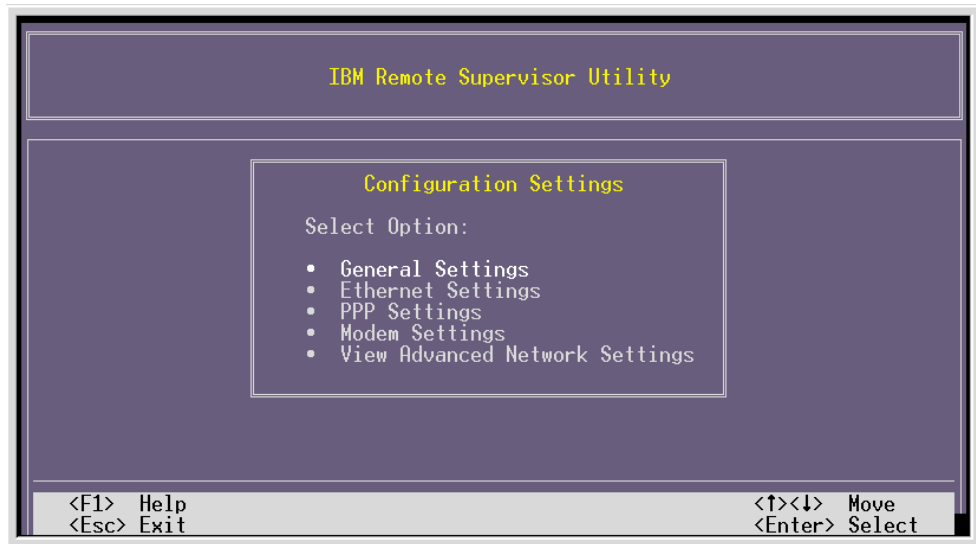 IBM Remote Supervisor Utility
Configuration Settings
Select Option:
• General Settings
• Ethernet Settings
• PPP Settings
• Modem Settings
• View Advanced Network Settings
<F1> Help <↑><↓> Move
<Esc> Exit <Enter> Select